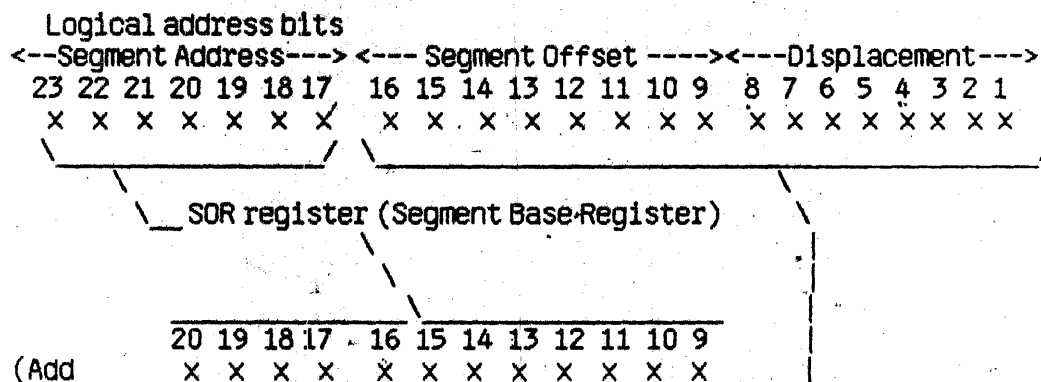 Logical address bits
<--Segment Address---> <--- Segment Offset ----><---Displacement--->
23 22 21 20 19 18 17 16 15 14 13 12 11 10 9 8 7 6 5 4 3 2 1
x x x x x x x x x x x x x x x x x x x x x x x
SOR register (Segment Base Register)
20 19 18 17 16 15 14 13 12 11 10 9
(Add x x x x x x x x x x x x